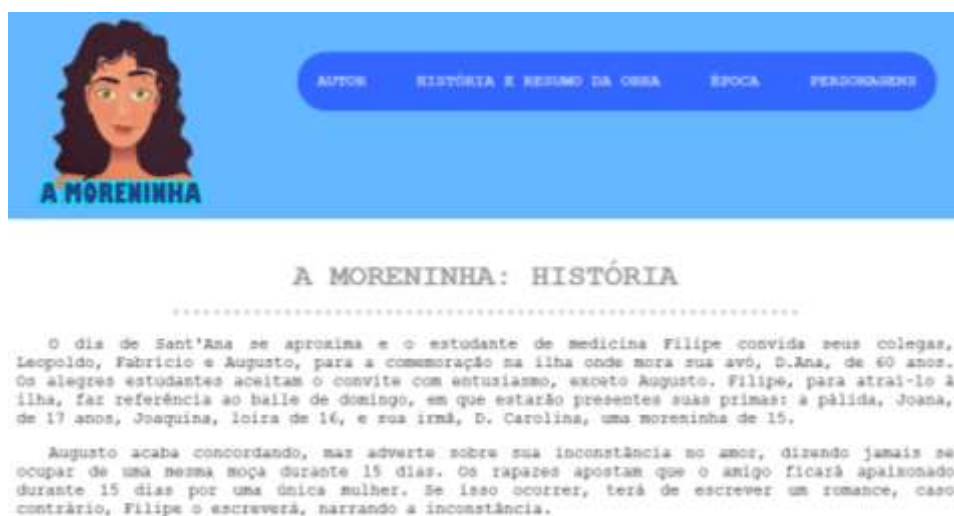 AUTOR HISTÓRIA E RESUMO DA OBRA ÉPOCA PERSONAGENS
A MORENINHA
A MORENINHA: HISTÓRIA
O dia de Sant'Ana se aproxima e o estudante de medicina Filipe convida seus colegas,
Leopoldo, Fabrício e Augusto, para a comemoração na ilha onde mora sua avó, D.Ana, de 60 anos.
Os alegres estudantes aceitam o convite com entusiasmo, exceto Augusto. Filipe, para atraí-lo à
ilha, faz referência ao baile de domingo, em que estarão presentes suas primas: a pálida, Joana,
de 17 anos, Joaquina, loira de 16, e sua irmã, D. Carolina, uma moreninha de 15.
Augusto acaba concordando, mas adverte sobre sua inconstância no amor, dizendo jamais se
ocupar de uma mesma moça durante 15 dias. Os rapazes apostam que o amigo ficará apaixonado
durante 15 dias por uma única mulher. Se isso ocorrer, terá de escrever um romance, caso
contrário, Filipe o escreverá, narrando a inconstância.